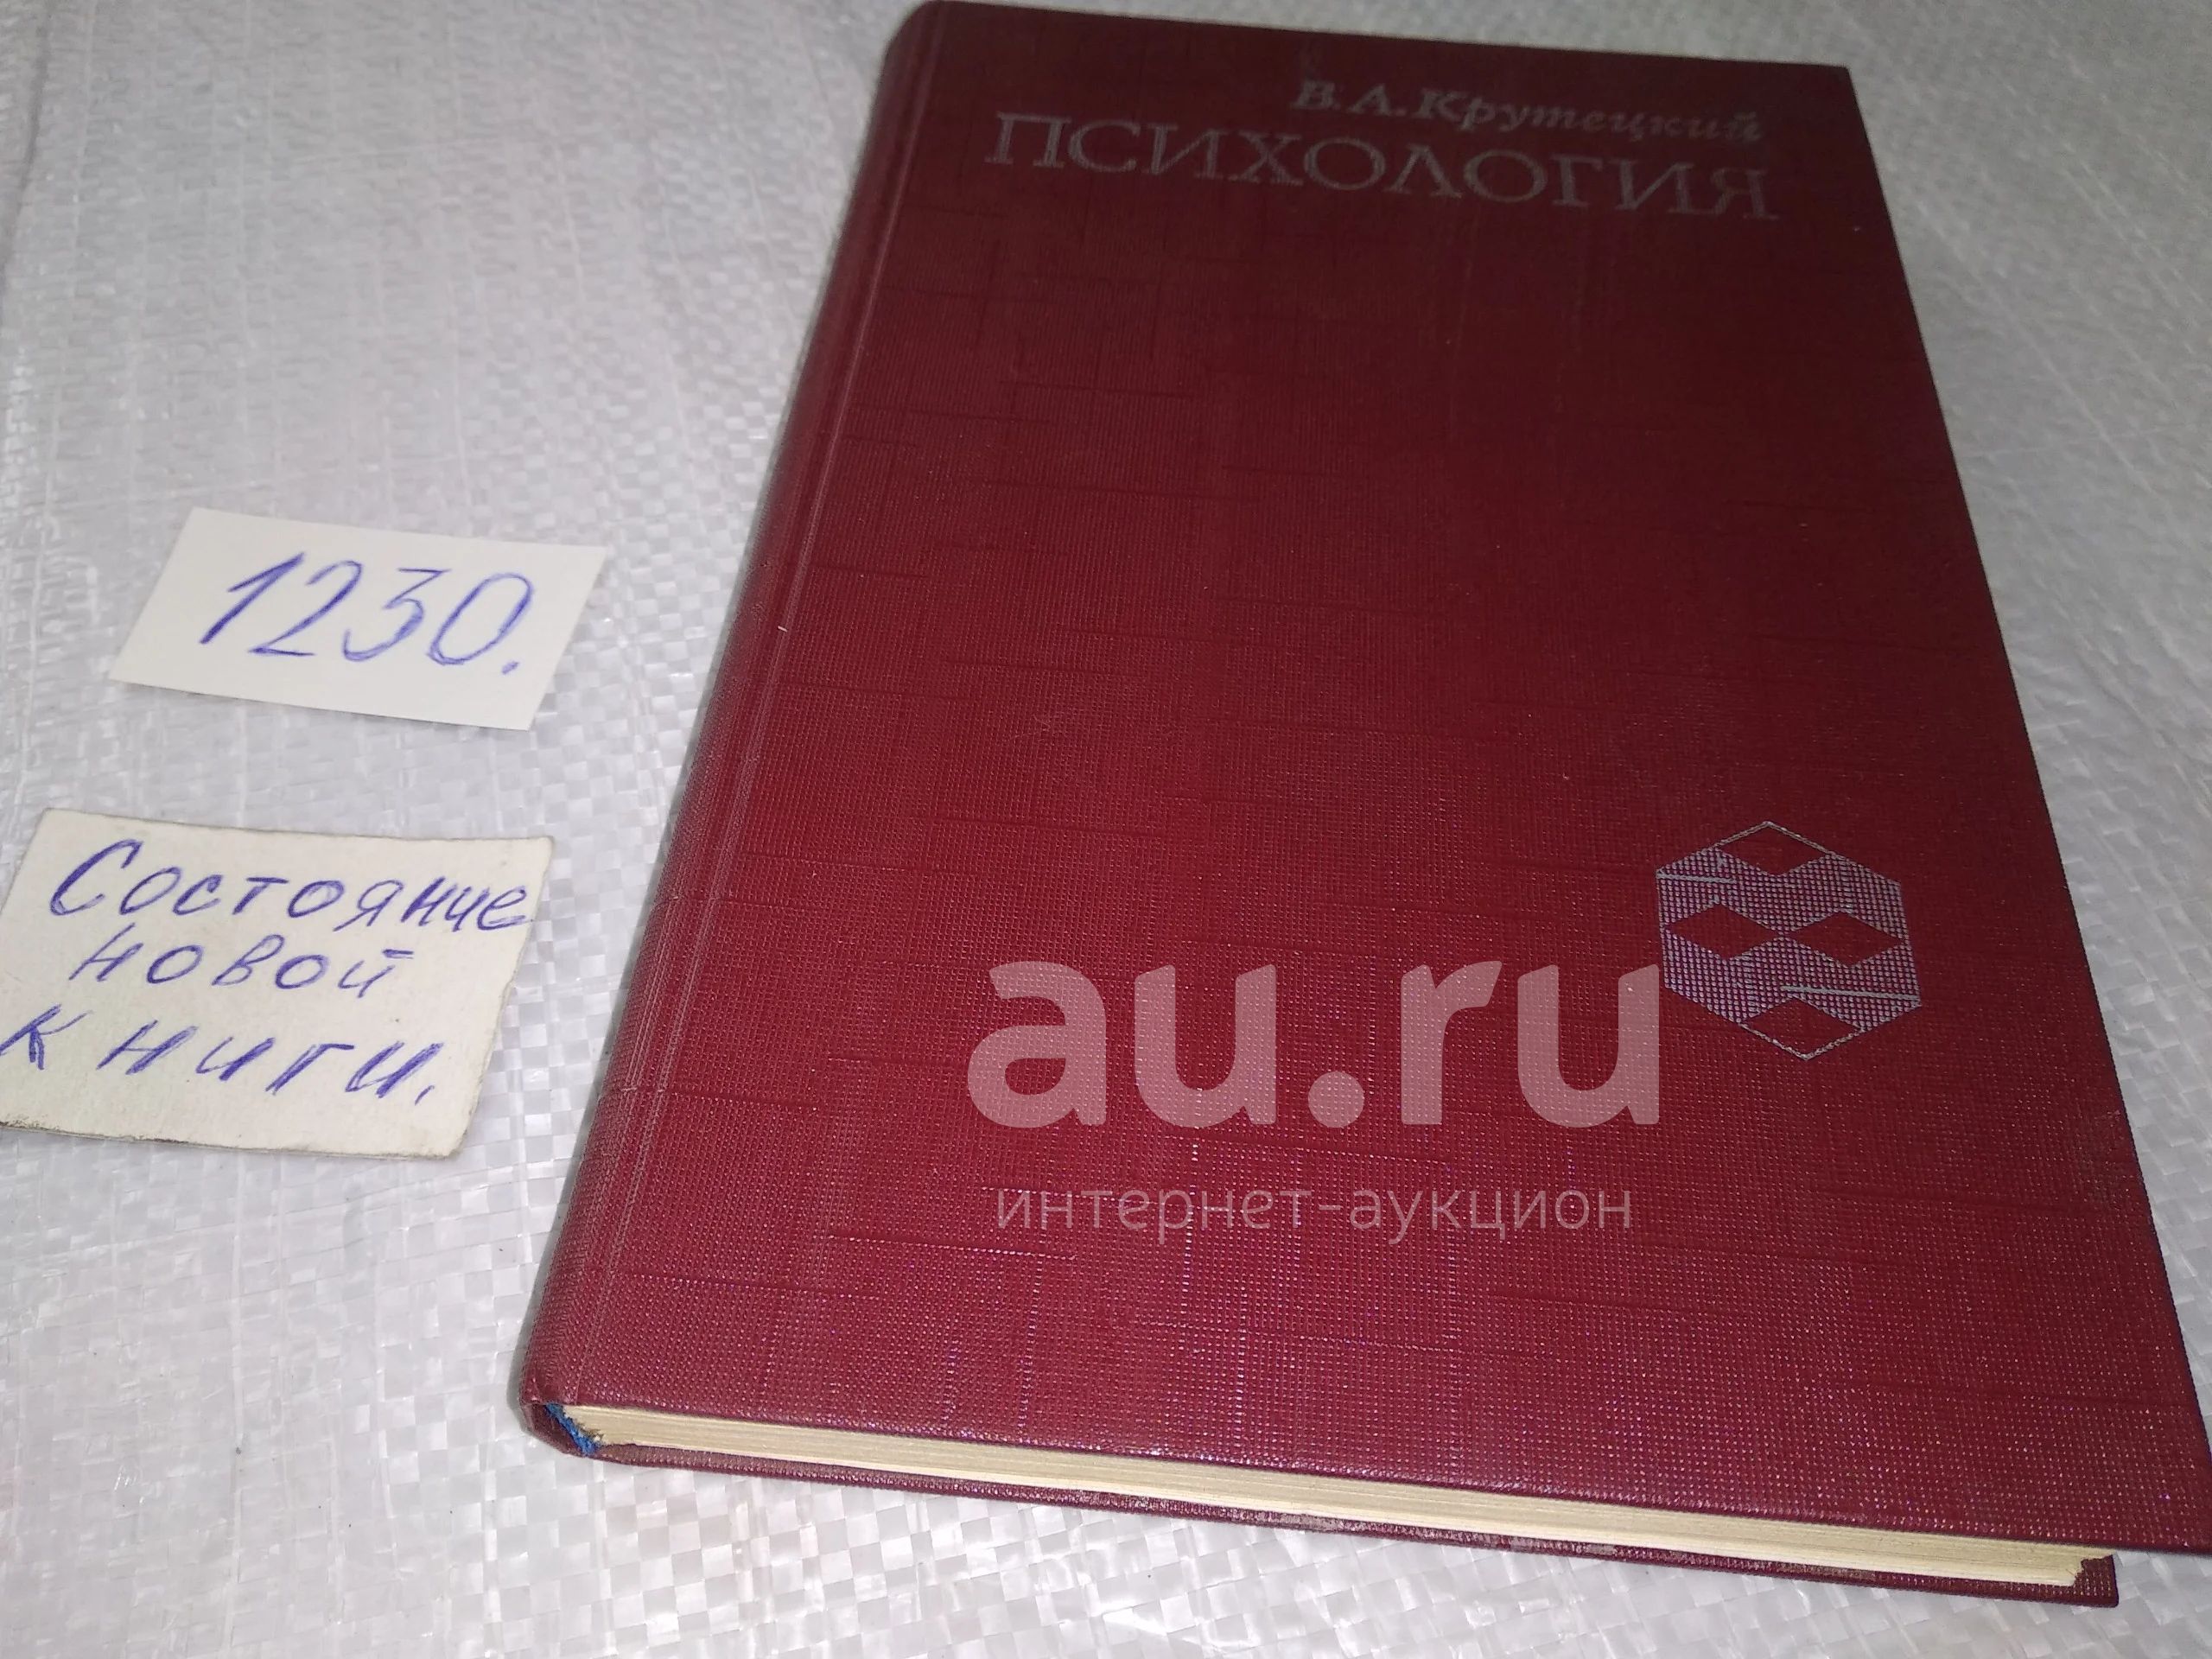 В. А. Крутецкий
ПСИХОЛОГИЯ
1230.
Состояние
новой
книги.
au.ru
интернет-аукцион